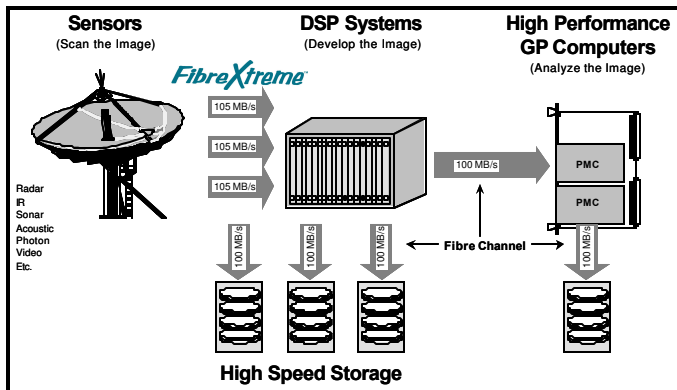 Sensors
(Scan the Image)
DSP Systems
(Develop the Image)
High Performance
GP Computers
(Analyze the Image)
FibreXtreme™
105 MB/s
105 MB/s
105 MB/s
100 MB/s
PMC
PMC
Radar
IR
Sonar
Acoustic
Photon
Video
Etc.
Fibre Channel
100 MB/s
100 MB/s
100 MB/s
100 MB/s
High Speed Storage